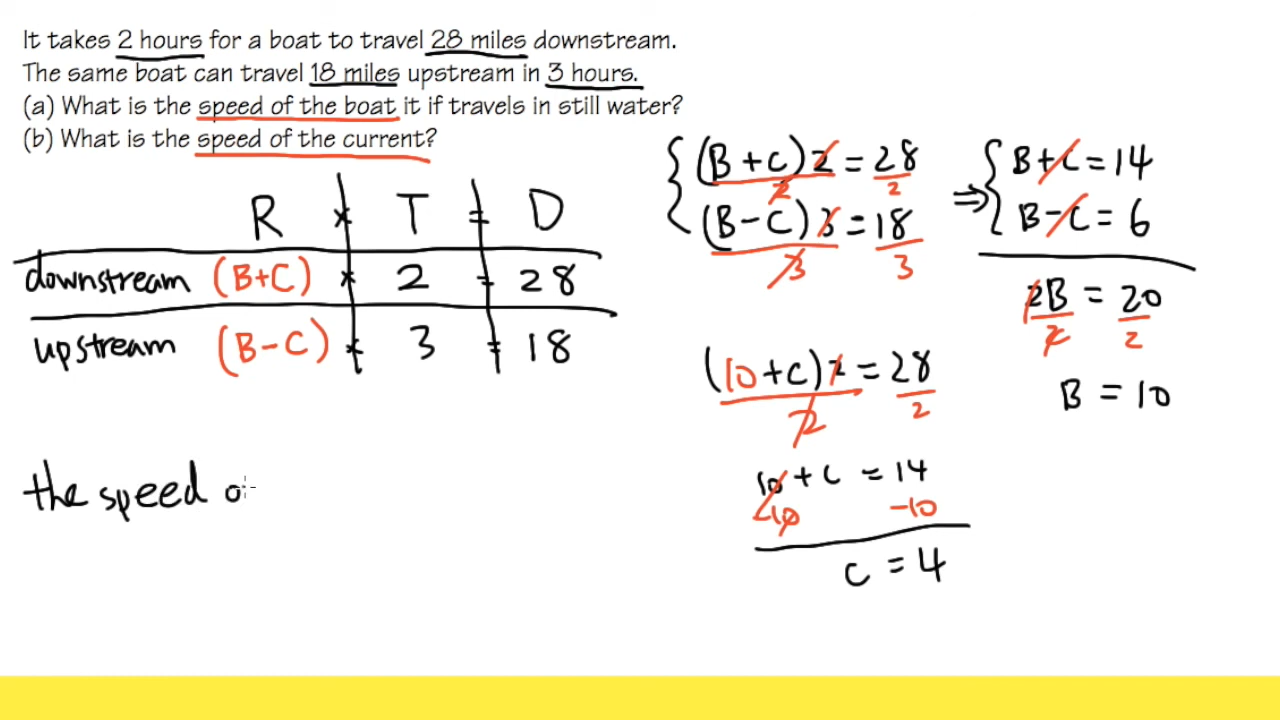 It takes 2 hours for a boat to travel 28 miles downstream.
The same boat can travel 18 miles upstream in 3 hours.
(a) What is the speed of the boat it if travels in still water?
(b) What is the speed of the current?
R × T = D
downstream (B+C) × 2 = 28
upstream (B-C) × 3 = 18
the speed o
(B+C)2 = 28
2 2
(B-C)3 = 18
3 3
⇒ B+C = 14
B-C = 6
2B = 20
2 2
B = 10
(10+C)2 = 28
2 2
10+C = 14
-10 -10
C = 4